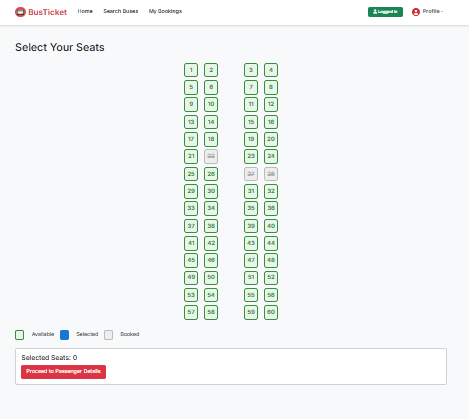 BusTicket Home Search Buses My Bookings Logged in Profile
Select Your Seats
1 2 3 4
5 6 7 8
9 10 11 12
13 14 15 16
17 18 19 20
21 22 23 24
25 26 27 28
29 30 31 32
33 34 35 36
37 38 39 40
41 42 43 44
45 46 47 48
49 50 51 52
53 54 55 56
57 58 59 60
Available Selected Booked
Selected Seats: 0
Proceed to Passenger Details